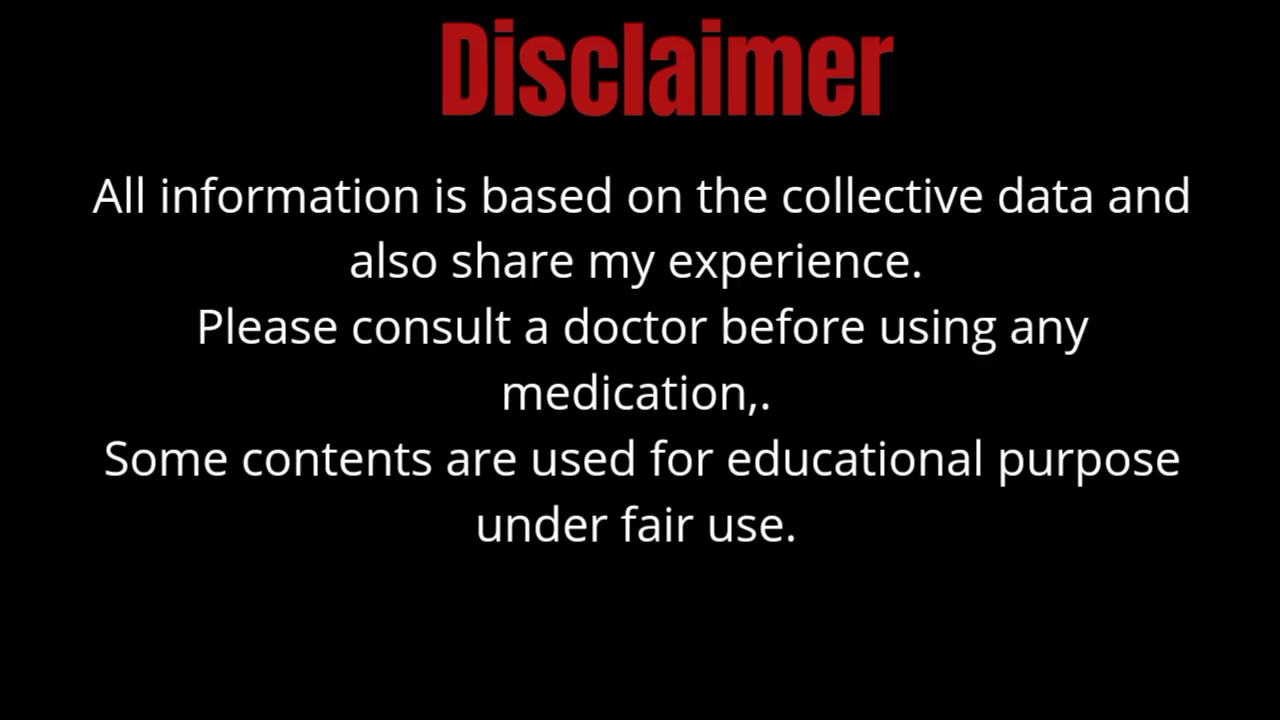 Disclaimer
All information is based on the collective data and
also share my experience.
Please consult a doctor before using any
medication,.
Some contents are used for educational purpose
under fair use.